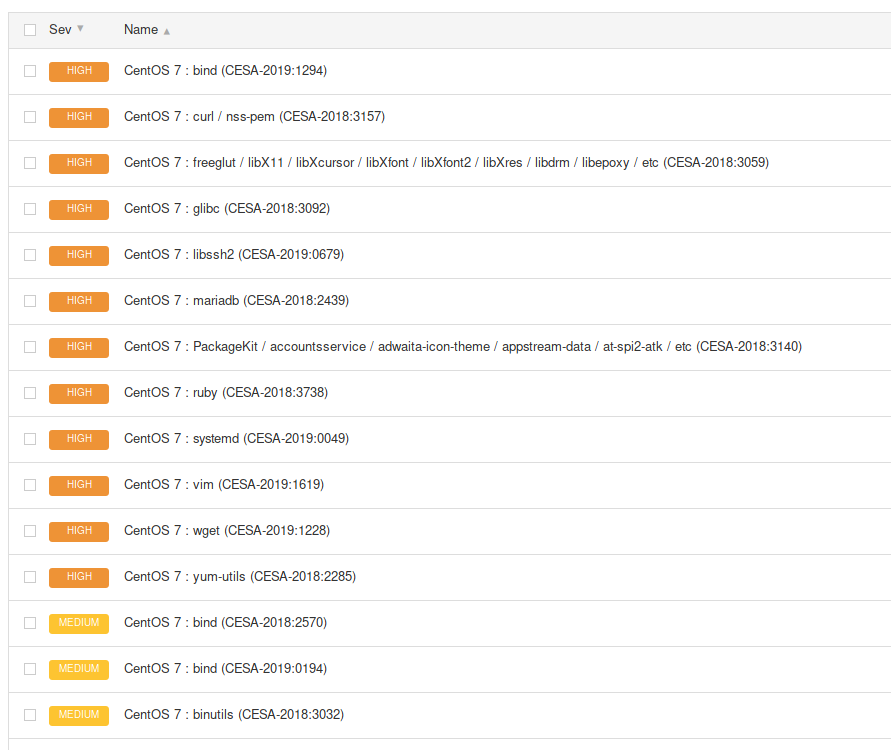 Sev ▼ Name ▲
HIGH CentOS 7 : bind (CESA-2019:1294)
HIGH CentOS 7 : curl / nss-pem (CESA-2018:3157)
HIGH CentOS 7 : freeglut / libX11 / libXcursor / libXfont / libXfont2 / libXres / libdrm / libepoxy / etc (CESA-2018:3059)
HIGH CentOS 7 : glibc (CESA-2018:3092)
HIGH CentOS 7 : libssh2 (CESA-2019:0679)
HIGH CentOS 7 : mariadb (CESA-2018:2439)
HIGH CentOS 7 : PackageKit / accountsservice / adwaita-icon-theme / appstream-data / at-spi2-atk / etc (CESA-2018:3140)
HIGH CentOS 7 : ruby (CESA-2018:3738)
HIGH CentOS 7 : systemd (CESA-2019:0049)
HIGH CentOS 7 : vim (CESA-2019:1619)
HIGH CentOS 7 : wget (CESA-2019:1228)
HIGH CentOS 7 : yum-utils (CESA-2018:2285)
MEDIUM CentOS 7 : bind (CESA-2018:2570)
MEDIUM CentOS 7 : bind (CESA-2019:0194)
MEDIUM CentOS 7 : binutils (CESA-2018:3032)